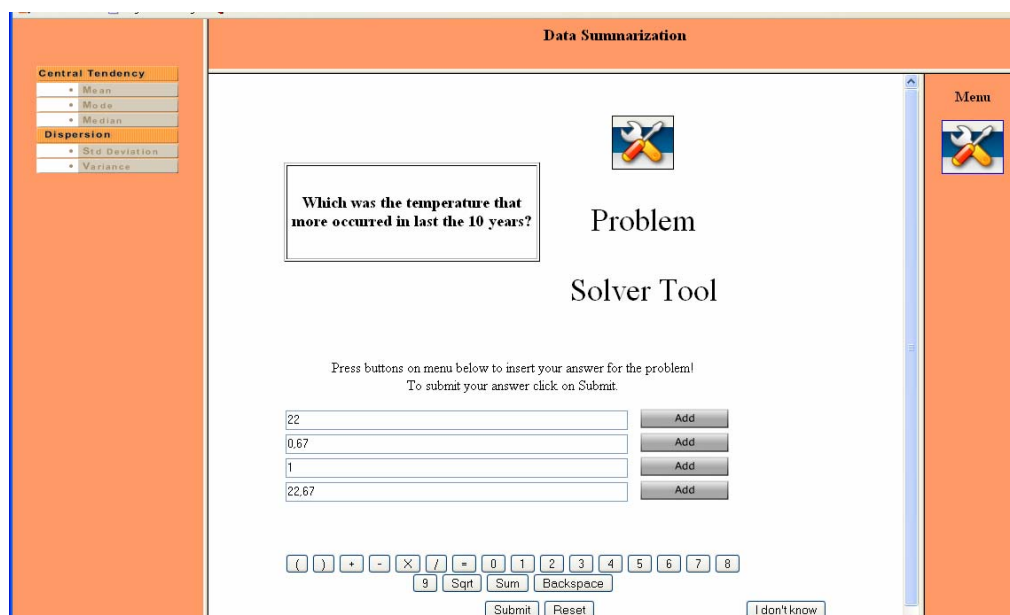 Data Summarization
Central Tendency
Mean
Mode
Median
Dispersion
Std Deviation
Variance
Menu
Which was the temperature that
more occurred in last the 10 years?
Problem
Solver Tool
Press buttons on menu below to insert your answer for the problem!
To submit your answer click on Submit.
22 Add
0,67 Add
1 Add
22,67 Add
( ) + - X / = 0 1 2 3 4 5 6 7 8
9 Sqrt Sum Backspace
Submit Reset I don't know